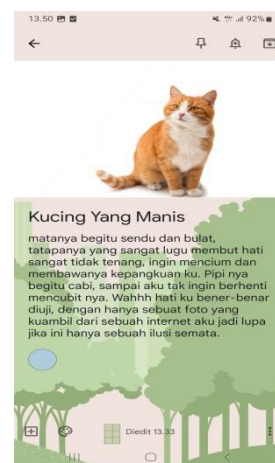 13.50
92%
Kucing Yang Manis
matanya begitu sendu dan bulat,
tatapanya yang sangat lugu membut hati
sangat tidak tenang, ingin mencium dan
membawanya kepangkuan ku. Pipi nya
begitu cabi, sampai aku tak ingin berhenti
mencubit nya. Wahhh hati ku bener-benar
diuji, dengan hanya sebuat foto yang
kuambil dari sebuah internet aku jadi lupa
jika ini hanya sebuah ilusi semata.
Diedit 13.33